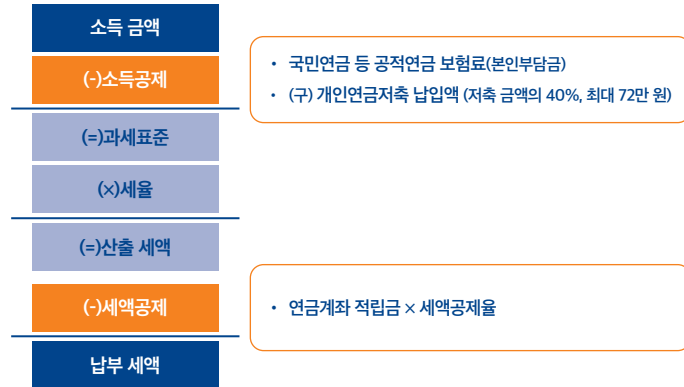 소득 금액
(-)소득공제
• 국민연금 등 공적연금 보험료(본인부담금)
• (구) 개인연금저축 납입액 (저축 금액의 40%, 최대 72만 원)
(=)과세표준
(×)세율
(=)산출 세액
(-)세액공제
• 연금계좌 적립금 × 세액공제율
납부 세액